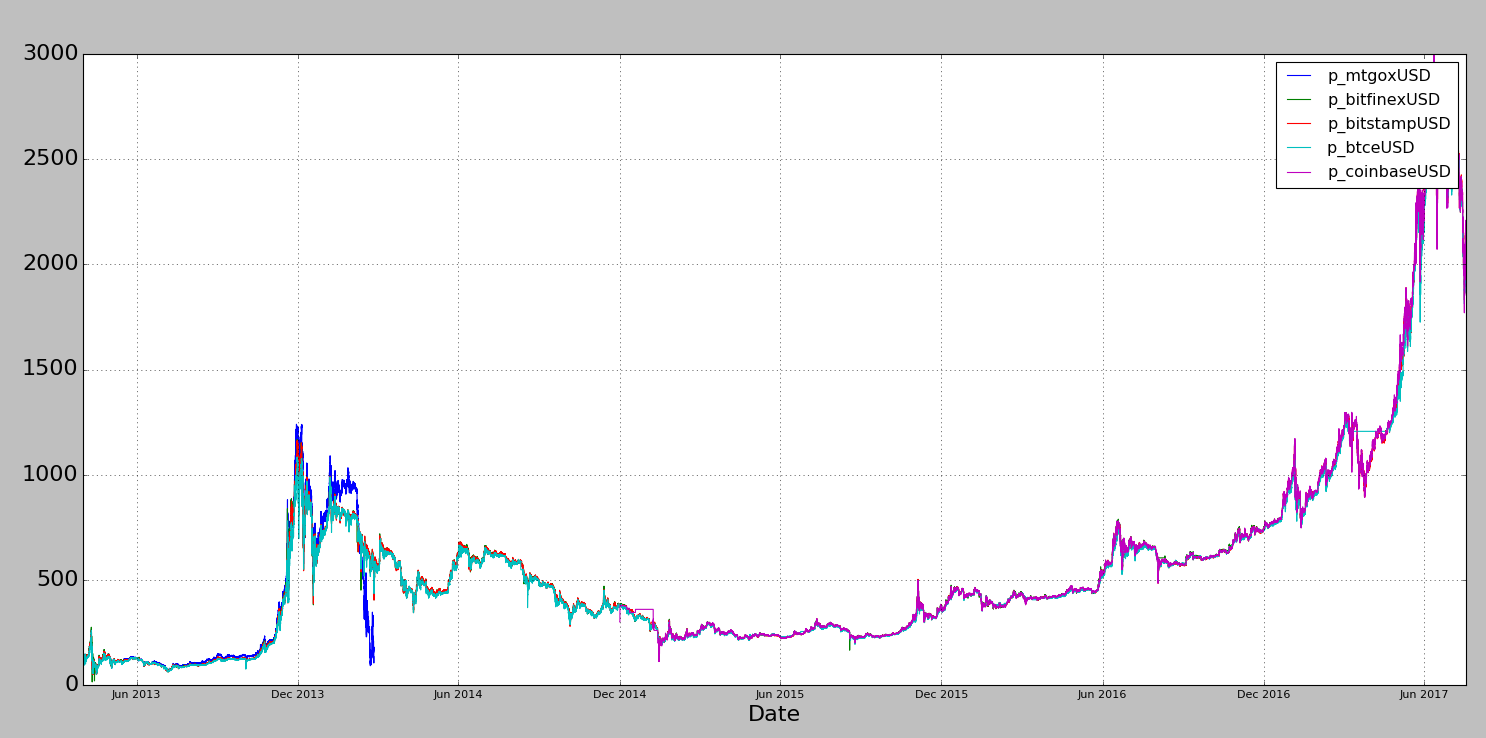 3000
2500
2000
1500
1000
500
0
p_mtgoxUSD
p_bitfinexUSD
p_bitstampUSD
p_btceUSD
p_coinbaseUSD
Jun 2013 Dec 2013 Jun 2014 Dec 2014 Jun 2015 Dec 2015 Jun 2016 Dec 2016 Jun 2017
Date